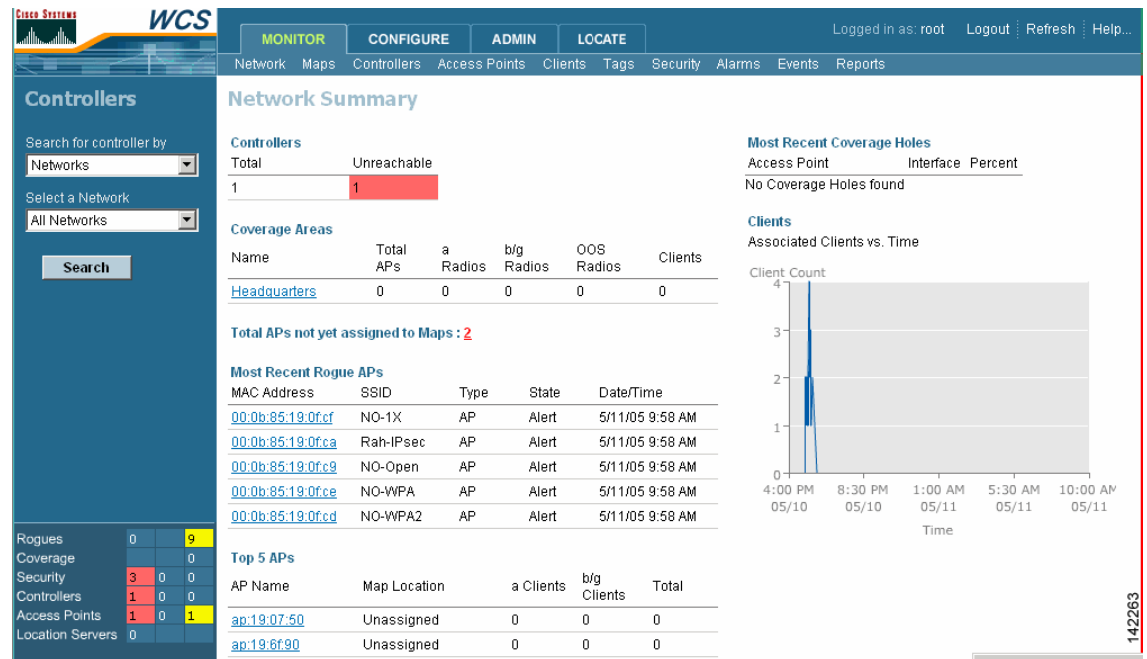 CISCO SYSTEMS
WCS
MONITOR CONFIGURE ADMIN LOCATE
Logged in as: root Logout Refresh Help...
Network Maps Controllers Access Points Clients Tags Security Alarms Events Reports
Controllers
Search for controller by
Networks
Select a Network
All Networks
Search
Rogues 0 9
Coverage 0
Security 3 0 0
Controllers 1 0 0
Access Points 1 0 1
Location Servers 0
Network Summary
Controllers
Total Unreachable
1 1
Coverage Areas
Name Total APs a Radios b/g Radios OOS Radios Clients
Headquarters 0 0 0 0 0
Total APs not yet assigned to Maps : 2
Most Recent Rogue APs
MAC Address SSID Type State Date/Time
00:0b:85:19:0f:cf NO-1X AP Alert 5/11/05 9:58 AM
00:0b:85:19:0f:ca Rah-IPsec AP Alert 5/11/05 9:58 AM
00:0b:85:19:0f:c9 NO-Open AP Alert 5/11/05 9:58 AM
00:0b:85:19:0f:ce NO-WPA AP Alert 5/11/05 9:58 AM
00:0b:85:19:0f:cd NO-WPA2 AP Alert 5/11/05 9:58 AM
Top 5 APs
AP Name Map Location a Clients b/g Clients Total
ap:19:07:50 Unassigned 0 0 0
ap:19:6f:90 Unassigned 0 0 0
Most Recent Coverage Holes
Access Point Interface Percent
No Coverage Holes found
Clients
Associated Clients vs. Time
Client Count
4
3
2
1
0
4:00 PM 8:30 PM 1:00 AM 5:30 AM 10:00 AM
05/10 05/10 05/11 05/11 05/11
Time
142263